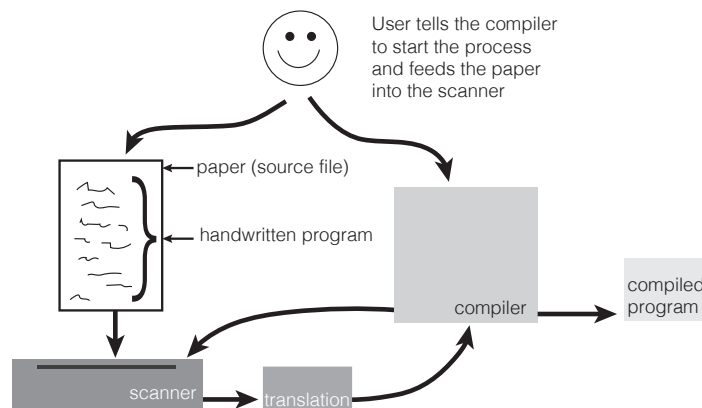 User tells the compiler
to start the process
and feeds the paper
into the scanner
paper (source file)
handwritten program
compiler
compiled
program
scanner
translation